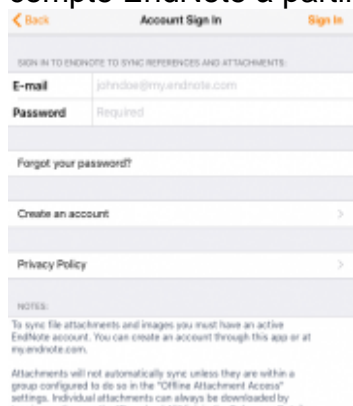 compte EndNote à parti
Back Account Sign In Sign In
SIGN IN TO ENDNOTE TO SYNC REFERENCES AND ATTACHMENTS:
E-mail johndoe@my.endnote.com
Password Required
Forgot your password?
Create an account
Privacy Policy
NOTES:
To sync file attachments and images you must have an active
EndNote account. You can create an account through this app or at
my.endnote.com.
Attachments will not automatically sync unless they are within a
group configured to do so in the "Offline Attachment Access"
settings. Individual attachments can always be downloaded by